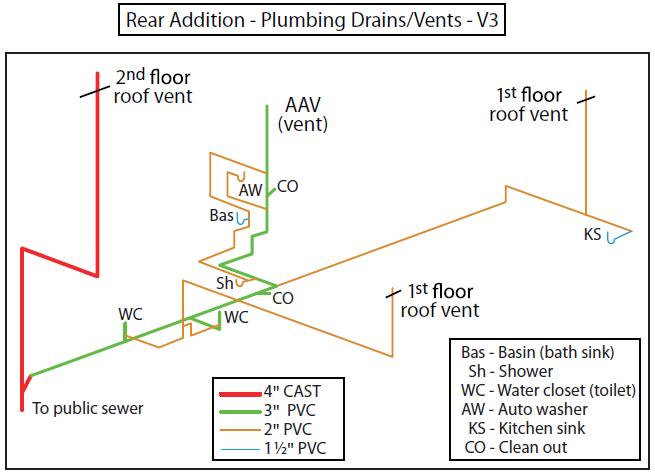 Rear Addition - Plumbing Drains/Vents - V3
2nd floor
roof vent
AAV
(vent)
1st floor
roof vent
AW
CO
Bas
KS
Sh
CO
1st floor
roof vent
WC
WC
To public sewer
4" CAST
3" PVC
2" PVC
1 ½" PVC
Bas - Basin (bath sink)
Sh - Shower
WC - Water closet (toilet)
AW - Auto washer
KS - Kitchen sink
CO - Clean out